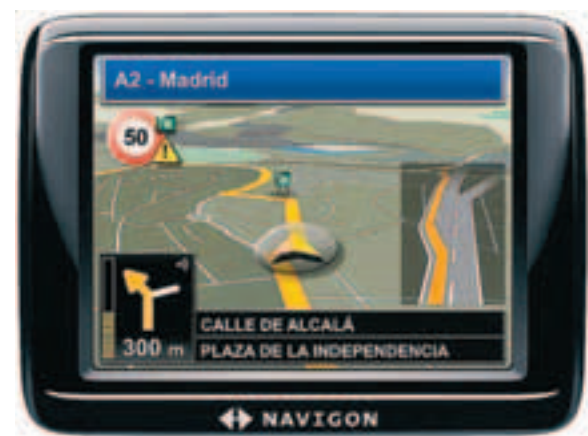 A2 - Madrid
50
300 m
CALLE DE ALCALÁ
PLAZA DE LA INDEPENDENCIA
NAVIGON